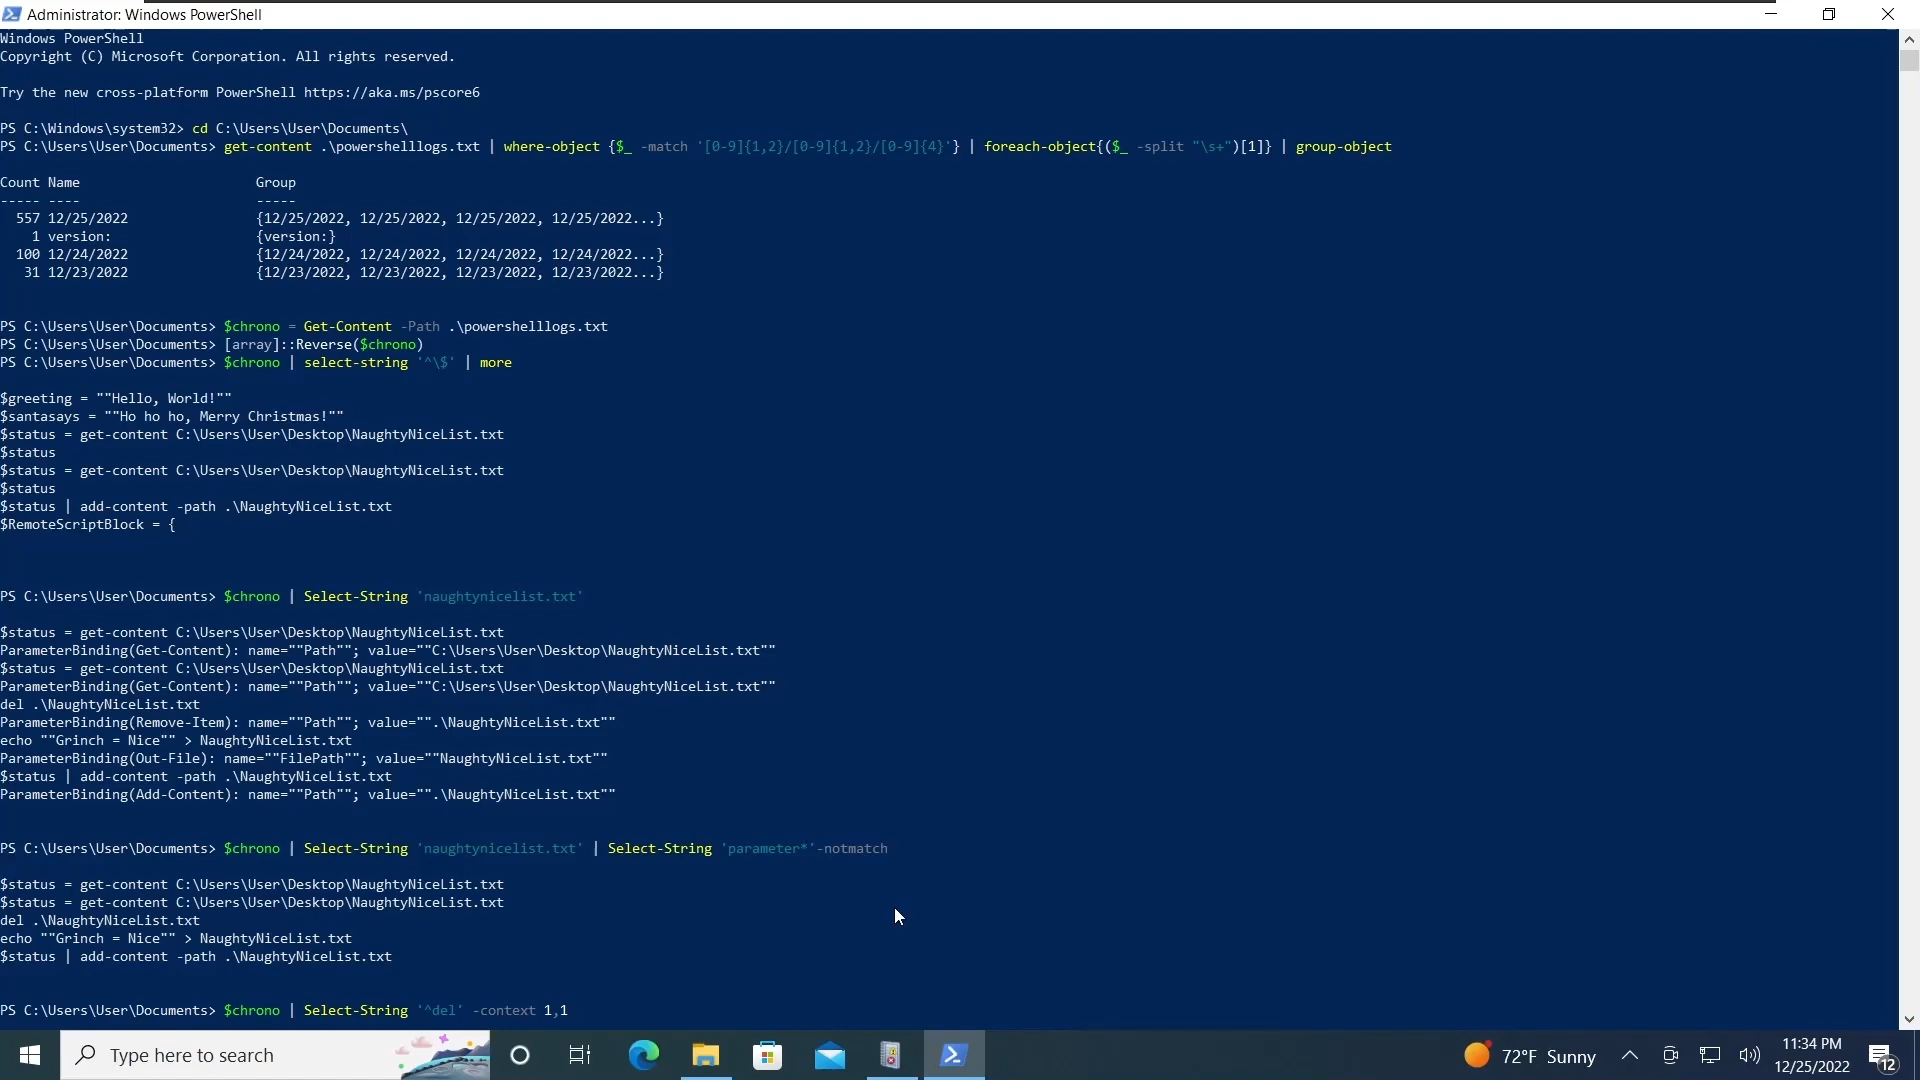 Administrator: Windows PowerShell
Windows PowerShell
Copyright (C) Microsoft Corporation. All rights reserved.
Try the new cross-platform PowerShell https://aka.ms/pscore6
PS C:\Windows\system32> cd C:\Users\User\Documents\
PS C:\Users\User\Documents> get-content .\powershelllogs.txt | where-object {$_ -match '[0-9]{1,2}/[0-9]{1,2}/[0-9]{4}'} | foreach-object{($_ -split "\s+")[1]} | group-object
Count Name                      Group
----- ----                      -----
  557 12/25/2022                {12/25/2022, 12/25/2022, 12/25/2022, 12/25/2022...}
    1 version:                  {version:}
  100 12/24/2022                {12/24/2022, 12/24/2022, 12/24/2022, 12/24/2022...}
   31 12/23/2022                {12/23/2022, 12/23/2022, 12/23/2022, 12/23/2022...}
PS C:\Users\User\Documents> $chrono = Get-Content -Path .\powershelllogs.txt
PS C:\Users\User\Documents> [array]::Reverse($chrono)
PS C:\Users\User\Documents> $chrono | select-string '^\$' | more
$greeting = ""Hello, World!""
$santasays = ""Ho ho ho, Merry Christmas!""
$status = get-content C:\Users\User\Desktop\NaughtyNiceList.txt
$status
$status = get-content C:\Users\User\Desktop\NaughtyNiceList.txt
$status
$status | add-content -path .\NaughtyNiceList.txt
$RemoteScriptBlock = {
PS C:\Users\User\Documents> $chrono | Select-String 'naughtynicelist.txt'
$status = get-content C:\Users\User\Desktop\NaughtyNiceList.txt
ParameterBinding(Get-Content): name=""Path""; value=""C:\Users\User\Desktop\NaughtyNiceList.txt""
$status = get-content C:\Users\User\Desktop\NaughtyNiceList.txt
ParameterBinding(Get-Content): name=""Path""; value=""C:\Users\User\Desktop\NaughtyNiceList.txt""
del .\NaughtyNiceList.txt
ParameterBinding(Remove-Item): name=""Path""; value="".\NaughtyNiceList.txt""
echo ""Grinch = Nice"" > NaughtyNiceList.txt
ParameterBinding(Out-File): name=""FilePath""; value=""NaughtyNiceList.txt""
$status | add-content -path .\NaughtyNiceList.txt
ParameterBinding(Add-Content): name=""Path""; value="".\NaughtyNiceList.txt""
PS C:\Users\User\Documents> $chrono | Select-String 'naughtynicelist.txt' | Select-String 'parameter*'-notmatch
$status = get-content C:\Users\User\Desktop\NaughtyNiceList.txt
$status = get-content C:\Users\User\Desktop\NaughtyNiceList.txt
del .\NaughtyNiceList.txt
echo ""Grinch = Nice"" > NaughtyNiceList.txt
$status | add-content -path .\NaughtyNiceList.txt
PS C:\Users\User\Documents> $chrono | Select-String '^del' -context 1,1
Type here to search
72°F Sunny
11:34 PM
12/25/2022
12